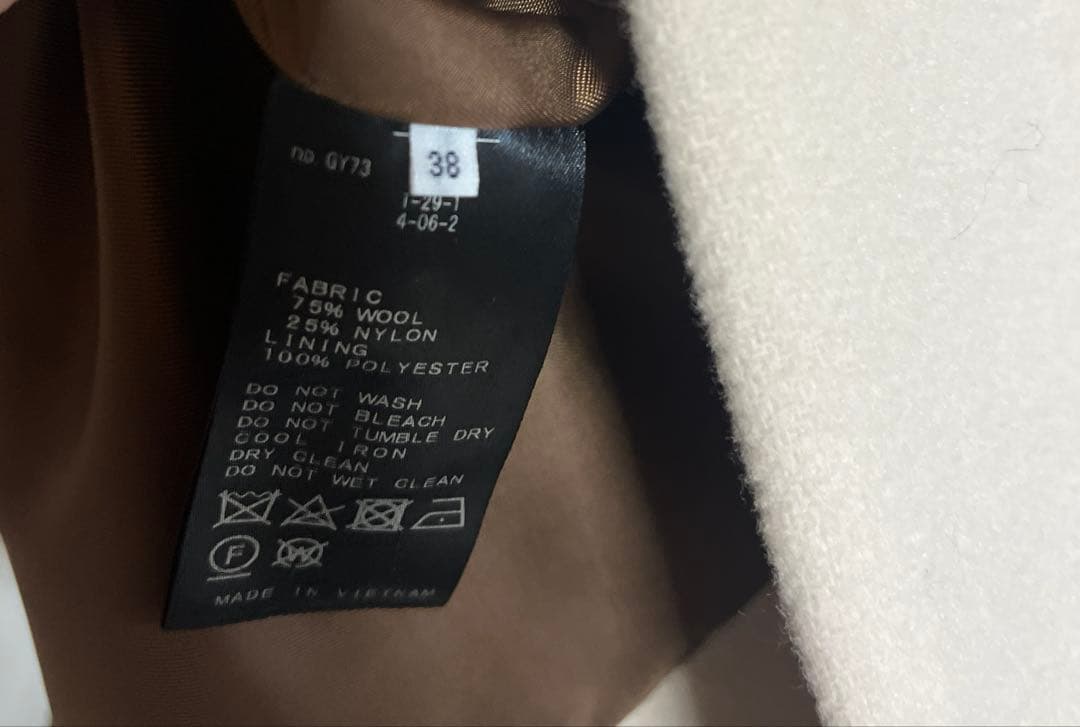 no. GY73
38
1-29-1
4-06-2
FABRIC
75% WOOL
25% NYLON
LINING
100% POLYESTER
DO NOT WASH
DO NOT BLEACH
DO NOT TUMBLE DRY
COOL IRON
DRY CLEAN
DO NOT WET CLEAN
F W
MADE IN VIETNAM